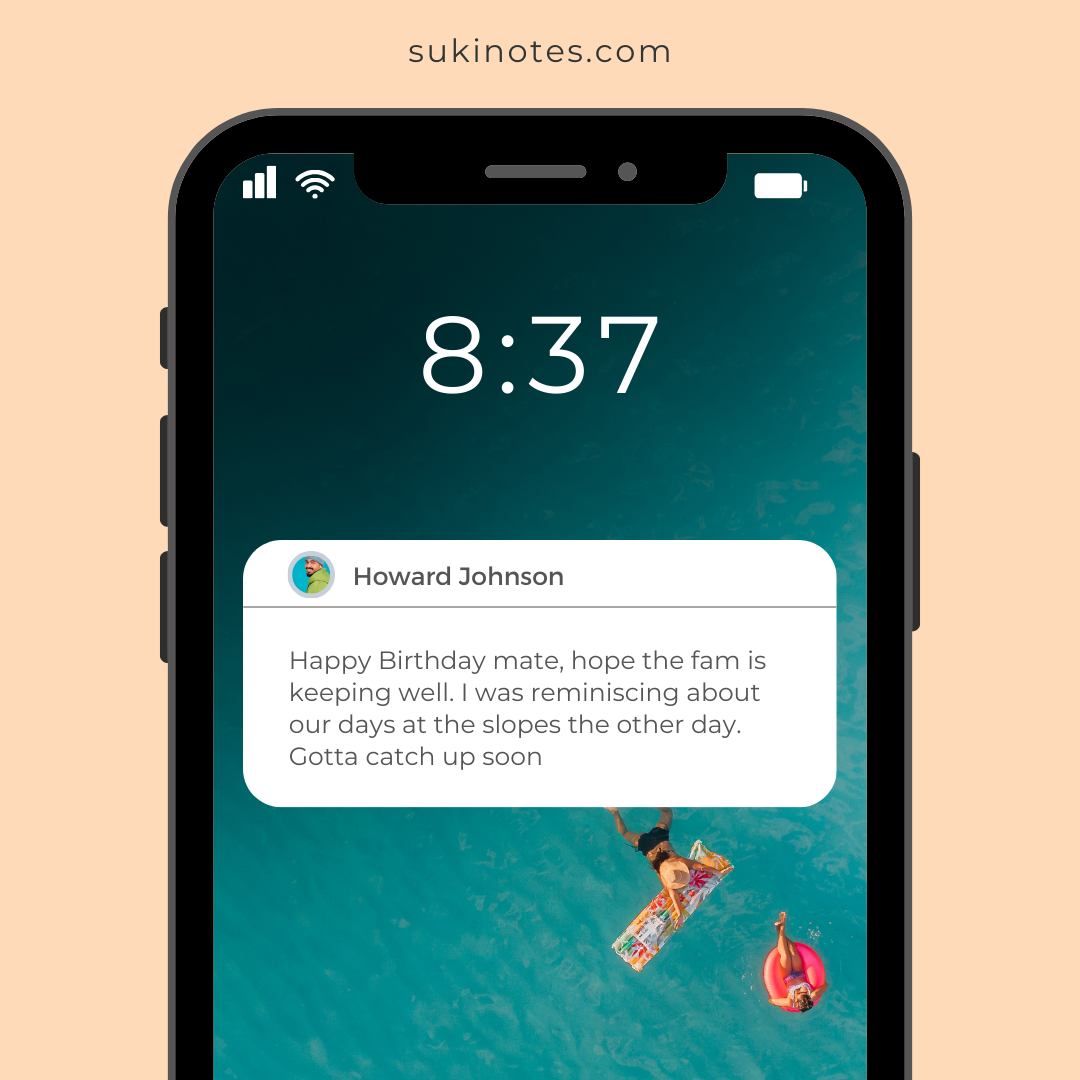 sukinotes.com
8:37
Howard Johnson
Happy Birthday mate, hope the fam is
keeping well. I was reminiscing about
our days at the slopes the other day.
Gotta catch up soon